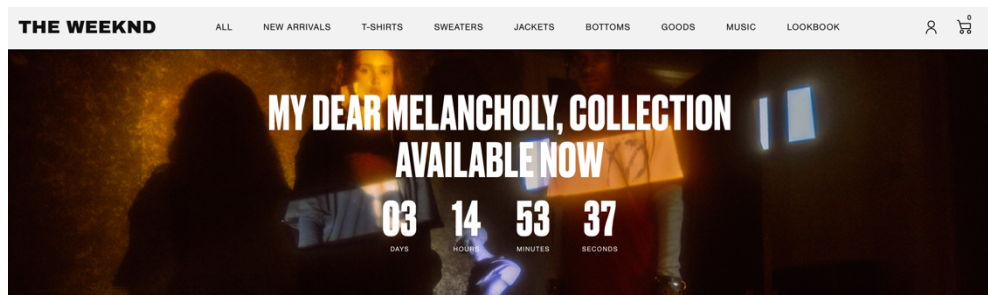 THE WEEKND
ALL NEW ARRIVALS T-SHIRTS SWEATERS JACKETS BOTTOMS GOODS MUSIC LOOKBOOK
0
MY DEAR MELANCHOLY, COLLECTION
AVAILABLE NOW
03 14 53 37
DAYS HOURS MINUTES SECONDS